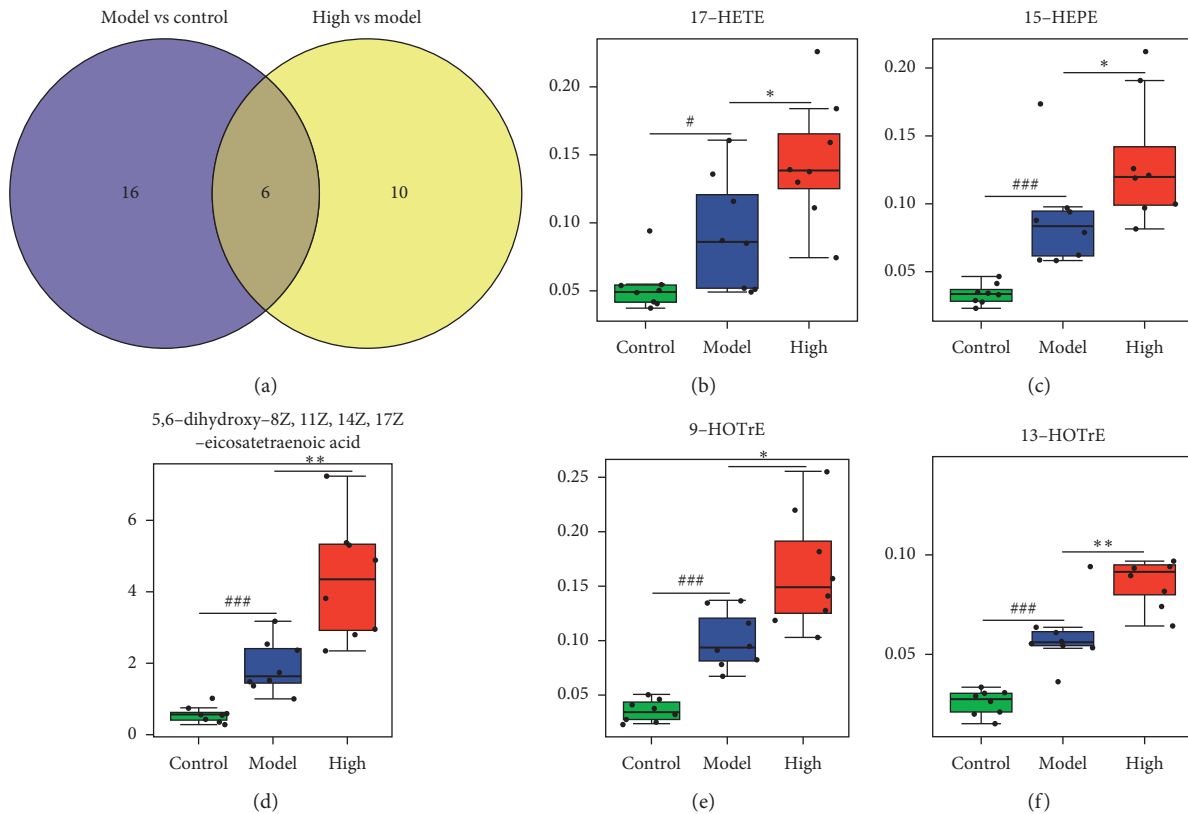 Model vs control
High vs model
16
6
10
(a)
17–HETE
0.20
0.15
0.10
0.05
#
*
Control
Model
High
(b)
15–HEPE
0.20
0.15
0.10
0.05
###
*
Control
Model
High
(c)
5,6–dihydroxy–8Z, 11Z, 14Z, 17Z
–eicosatetraenoic acid
6
4
2
0
###
**
Control
Model
High
(d)
9–HOTrE
0.25
0.20
0.15
0.10
0.05
###
*
Control
Model
High
(e)
13–HOTrE
0.10
0.05
###
**
Control
Model
High
(f)